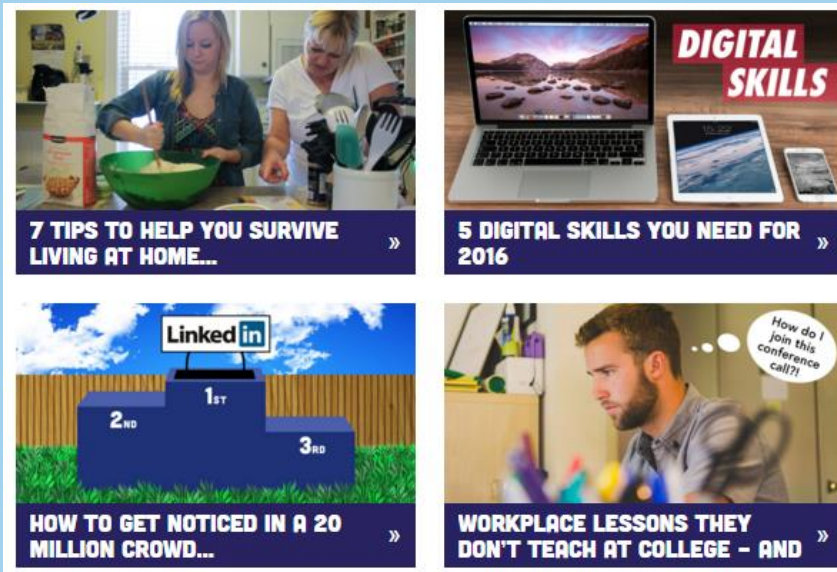 DIGITAL
SKILLS
7 TIPS TO HELP YOU SURVIVE
LIVING AT HOME... »
5 DIGITAL SKILLS YOU NEED FOR
2016 »
Linked in
1ST
2ND
3RD
How do I
join this
conference
call?!
HOW TO GET NOTICED IN A 20
MILLION CROWD... »
WORKPLACE LESSONS THEY
DON'T TEACH AT COLLEGE – AND »